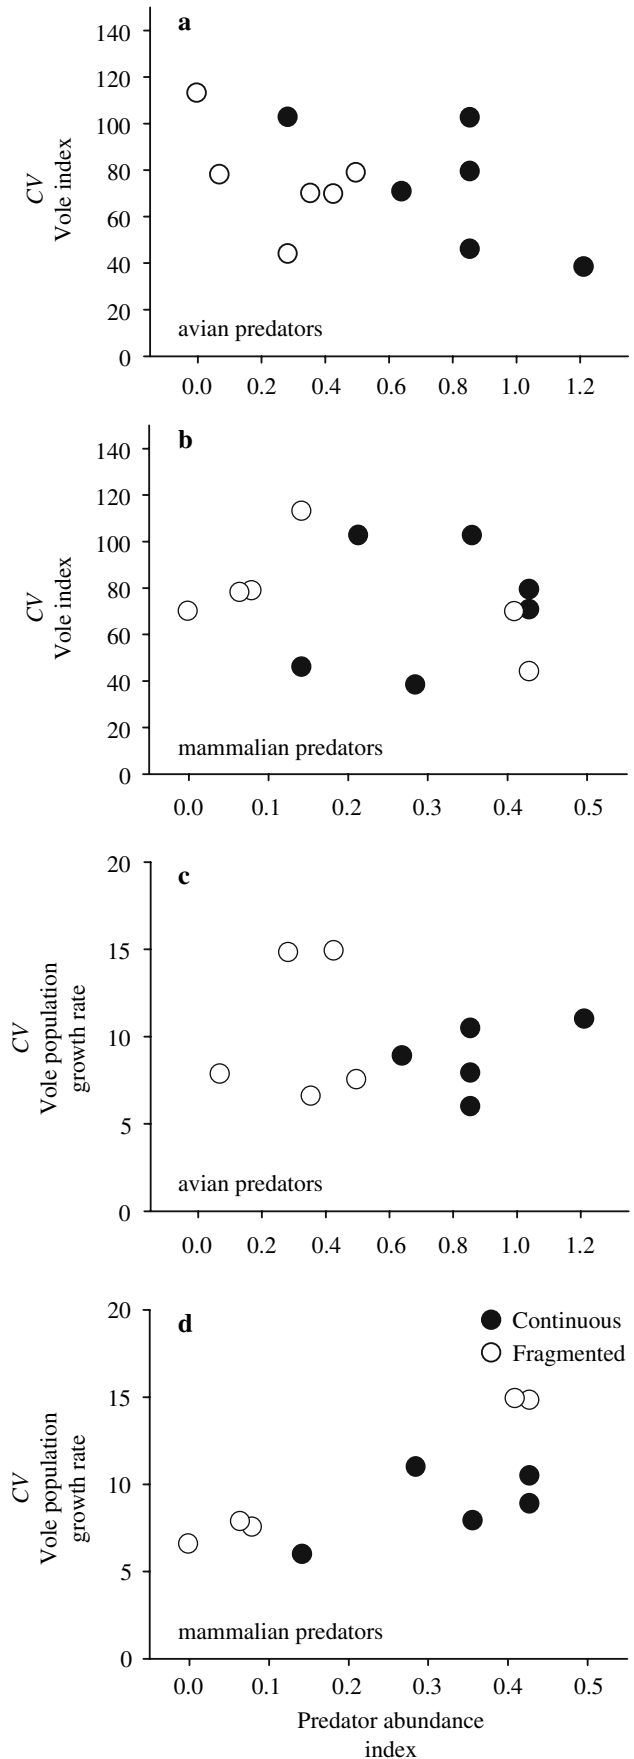 a
140
120
100
80
60
40
20
0
CV
Vole index
avian predators
0.0 0.2 0.4 0.6 0.8 1.0 1.2
b
140
120
100
80
60
40
20
0
CV
Vole index
mammalian predators
0.0 0.1 0.2 0.3 0.4 0.5
c
20
15
10
5
0
CV
Vole population
growth rate
avian predators
0.0 0.2 0.4 0.6 0.8 1.0 1.2
d
Continuous
Fragmented
20
15
10
5
0
CV
Vole population
growth rate
mammalian predators
0.0 0.1 0.2 0.3 0.4 0.5
Predator abundance
index